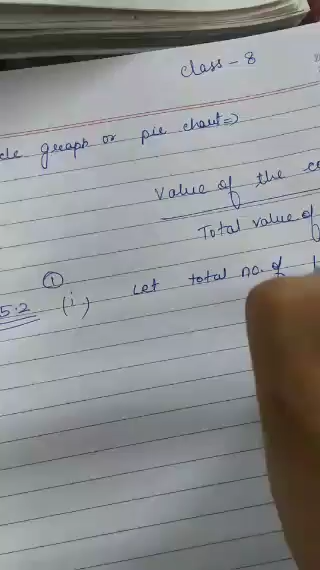 class - 8
cle graph or pie chart ⇒
Value of the co
Total value of
5.2 ① (i) Let total no. of